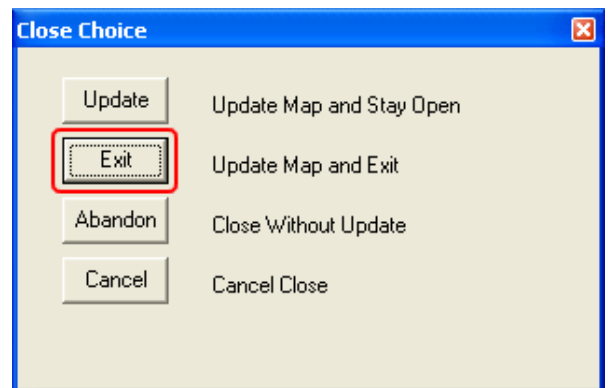 Close Choice
Update Update Map and Stay Open
Exit Update Map and Exit
Abandon Close Without Update
Cancel Cancel Close